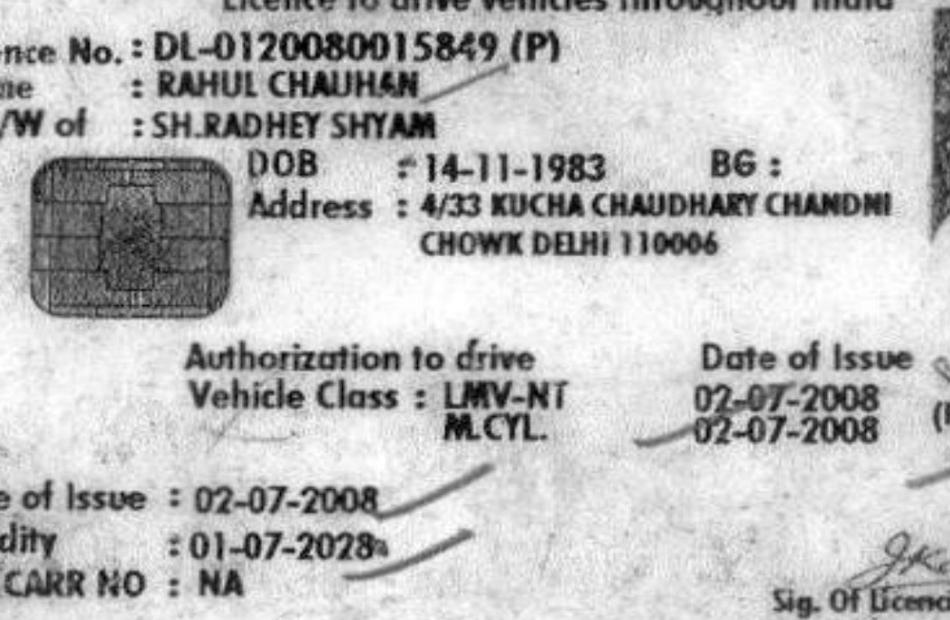 Licence to drive vehicles throughout India
ence No. : DL-0120080015849 (P)
me : RAHUL CHAUHAN
/W of : SH.RADHEY SHYAM
DOB : 14-11-1983 BG :
Address : 4/33 KUCHA CHAUDHARY CHANDNI
CHOWK DELHI 110006
Authorization to drive Date of Issue
Vehicle Class : LMV-NT 02-07-2008
M.CYL. 02-07-2008
e of Issue : 02-07-2008
dity : 01-07-2028
CARR NO : NA
Sig. Of Licenc